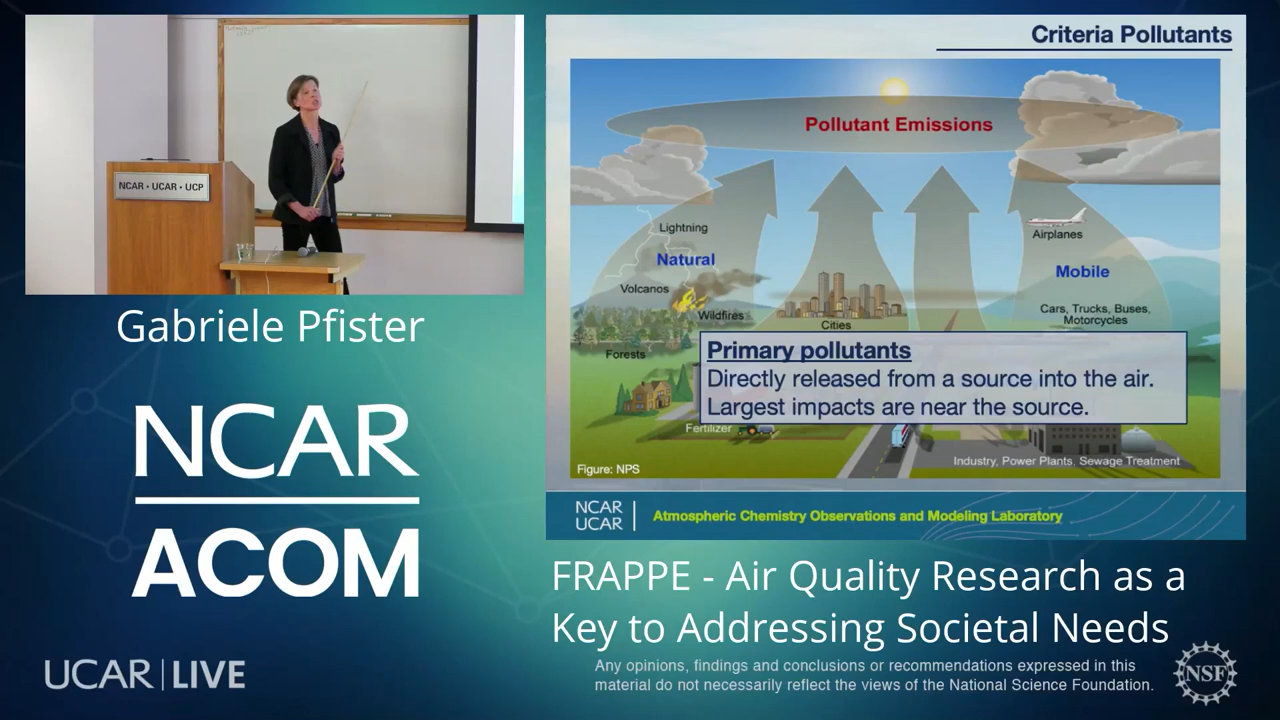 NCAR • UCAR • UCP
Gabriele Pfister
NCAR
ACOM
UCAR | LIVE
Criteria Pollutants
Pollutant Emissions
Lightning
Natural
Volcanos
Wildfires
Forests
Cities
Airplanes
Mobile
Cars, Trucks, Buses,
Motorcycles
Primary pollutants
Directly released from a source into the air.
Largest impacts are near the source.
Fertilizer
Industry, Power Plants, Sewage Treatment
Figure: NPS
NCAR
UCAR
Atmospheric Chemistry Observations and Modeling Laboratory
FRAPPE - Air Quality Research as a
Key to Addressing Societal Needs
Any opinions, findings and conclusions or recommendations expressed in this
material do not necessarily reflect the views of the National Science Foundation.
NSF